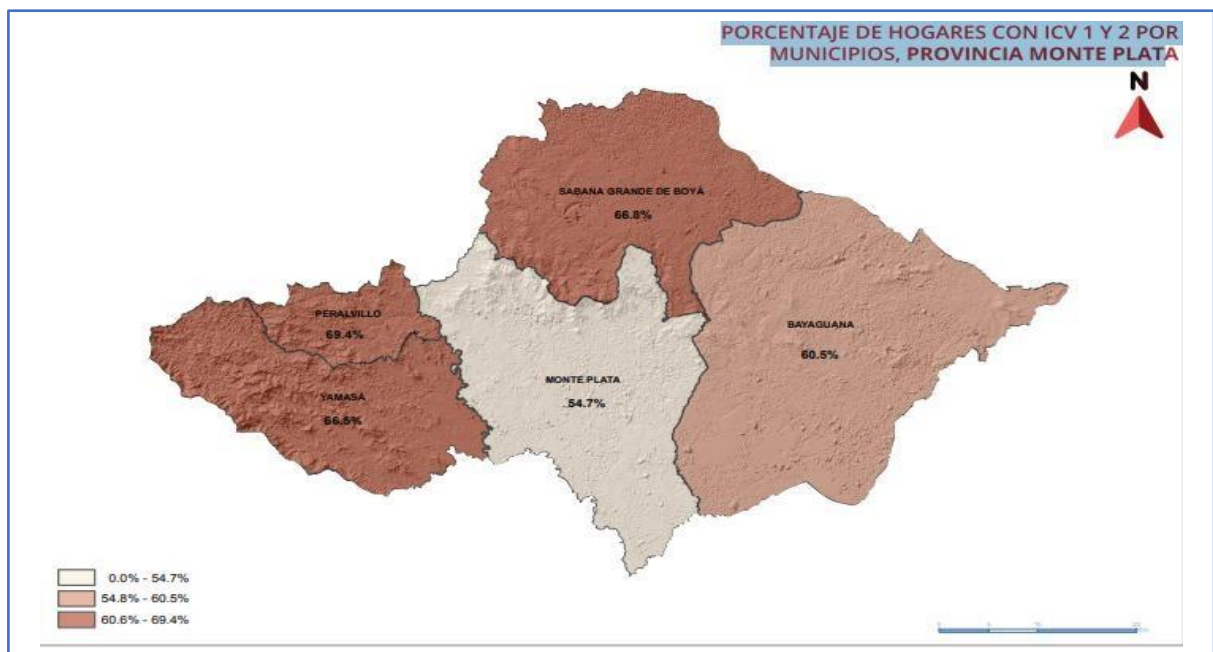 PORCENTAJE DE HOGARES CON ICV 1 Y 2 POR
MUNICIPIOS, PROVINCIA MONTE PLATA
N
SABANA GRANDE DE BOYÁ
66.8%
PERALVILLO
69.4%
BAYAGUANA
60.5%
MONTE PLATA
54.7%
YAMASÁ
66.5%
0.0% - 54.7%
54.8% - 60.5%
60.6% - 69.4%